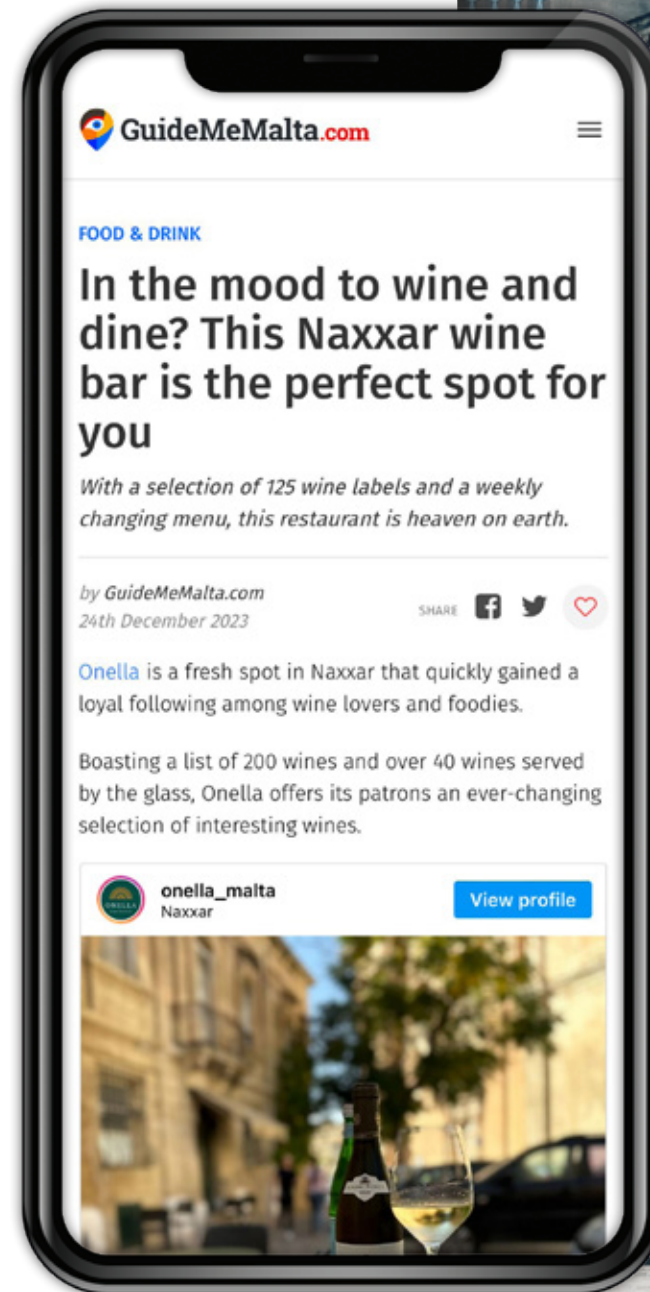 GuideMeMalta.com
FOOD & DRINK
In the mood to wine and
dine? This Naxxar wine
bar is the perfect spot for
you
With a selection of 125 wine labels and a weekly
changing menu, this restaurant is heaven on earth.
by GuideMeMalta.com
24th December 2023
SHARE
Onella is a fresh spot in Naxxar that quickly gained a
loyal following among wine lovers and foodies.
Boasting a list of 200 wines and over 40 wines served
by the glass, Onella offers its patrons an ever-changing
selection of interesting wines.
ONELLA
onella_malta
Naxxar
View profile